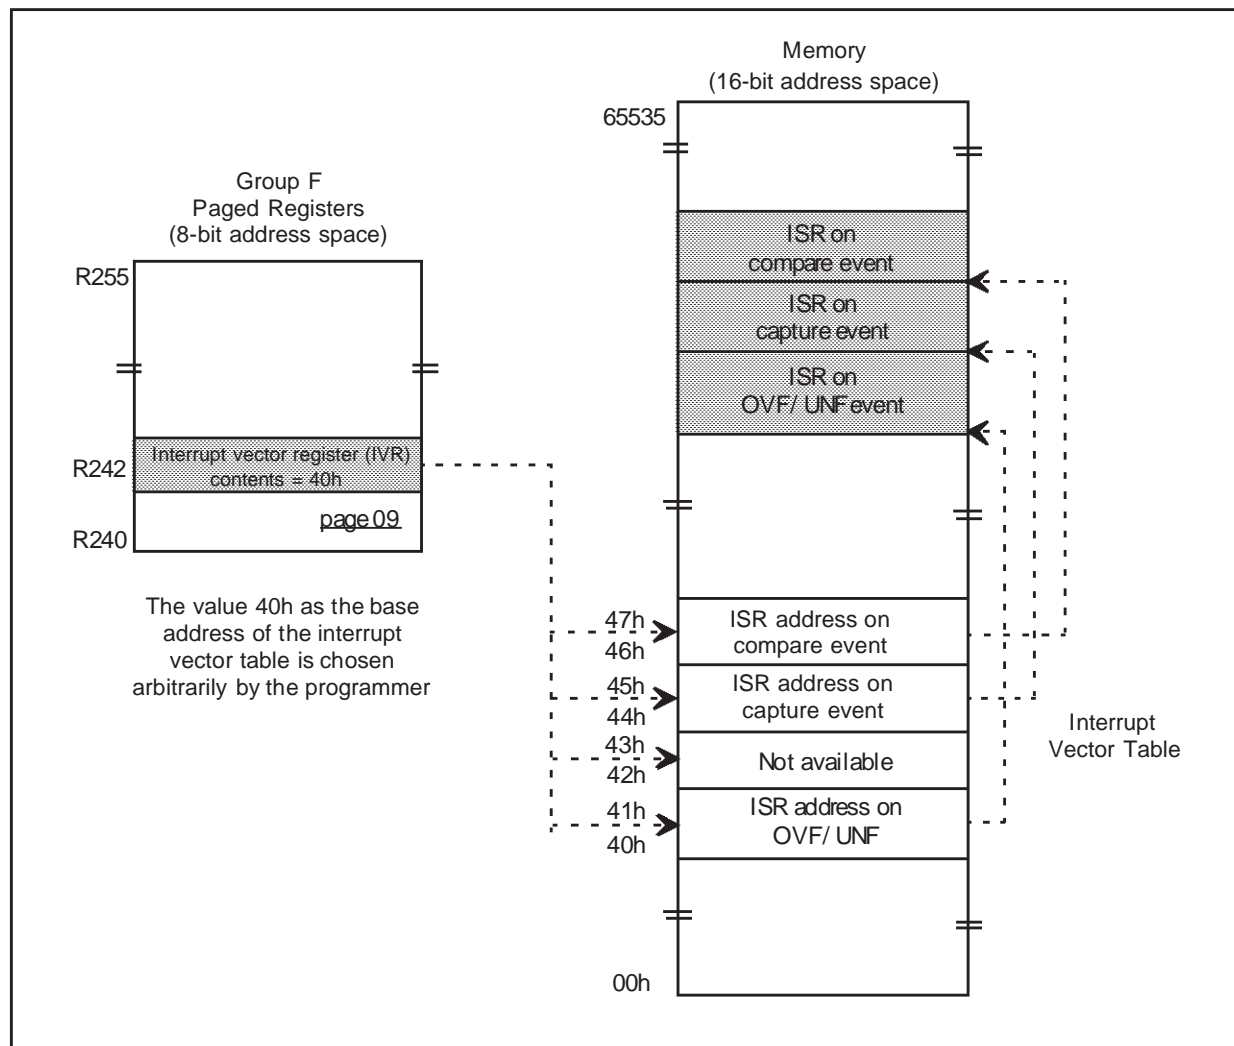 Memory
(16-bit address space)
65535
Group F
Paged Registers
(8-bit address space)
R255
ISR on
compare event
ISR on
capture event
ISR on
OVF/ UNF event
Interrupt vector register (IVR)
contents = 40h
R242
page 09
R240
The value 40h as the base
address of the interrupt
vector table is chosen
arbitrarily by the programmer
47h
46h
ISR address on
compare event
45h
44h
ISR address on
capture event
43h
42h
Not available
41h
40h
ISR address on
OVF/ UNF
Interrupt
Vector Table
00h